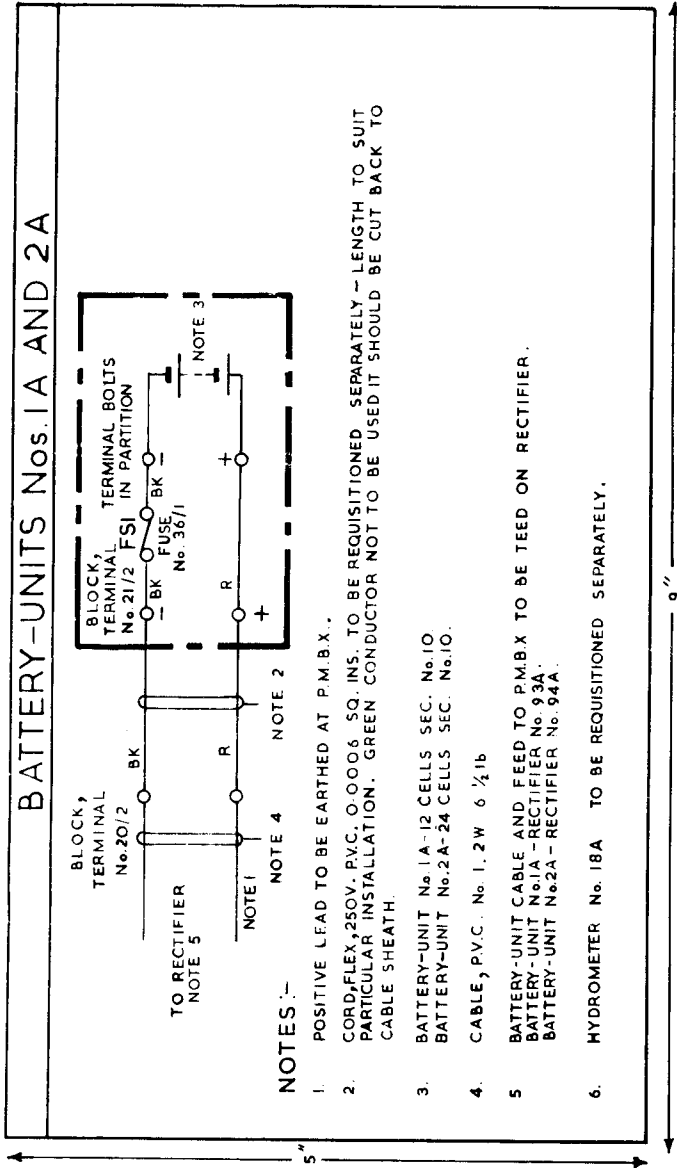 BATTERY-UNITS Nos. 1A AND 2A
BLOCK,
TERMINAL
No. 20/2
BLOCK,
TERMINAL
No. 21/2
FS1
FUSE
No. 36/1
TERMINAL BOLTS
IN PARTITION
BK
BK
BK
−
−
R
R
+
+
NOTE 3
NOTE 2
NOTE 4
NOTE 1
TO RECTIFIER
NOTE 5
NOTES:–
1. POSITIVE LEAD TO BE EARTHED AT P.M.B.X..
2. CORD, FLEX, 250V. P.V.C. 0·0006 SQ. INS. TO BE REQUISITIONED SEPARATELY – LENGTH TO SUIT
PARTICULAR INSTALLATION. GREEN CONDUCTOR NOT TO BE USED IT SHOULD BE CUT BACK TO
CABLE SHEATH.
3. BATTERY-UNIT No. 1A-12 CELLS SEC. No. 10
BATTERY-UNIT No. 2A-24 CELLS SEC. No. 10.
4. CABLE, P.V.C. No. 1, 2W 6 ½ lb
5 BATTERY-UNIT CABLE AND FEED TO P.M.B.X TO BE TEED ON RECTIFIER.
BATTERY-UNIT No. 1A – RECTIFIER No. 93A.
BATTERY-UNIT No. 2A – RECTIFIER No. 94A.
6. HYDROMETER No. 18A TO BE REQUISITIONED SEPARATELY.
5"
9"